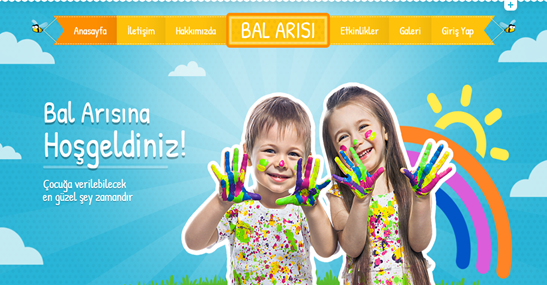 Anasayfa İletişim Hakkımızda BAL ARISI Etkinlikler Galeri Giriş Yap
Bal Arısına
Hoşgeldiniz!
Çocuğa verilebilecek
en güzel şey zamandır